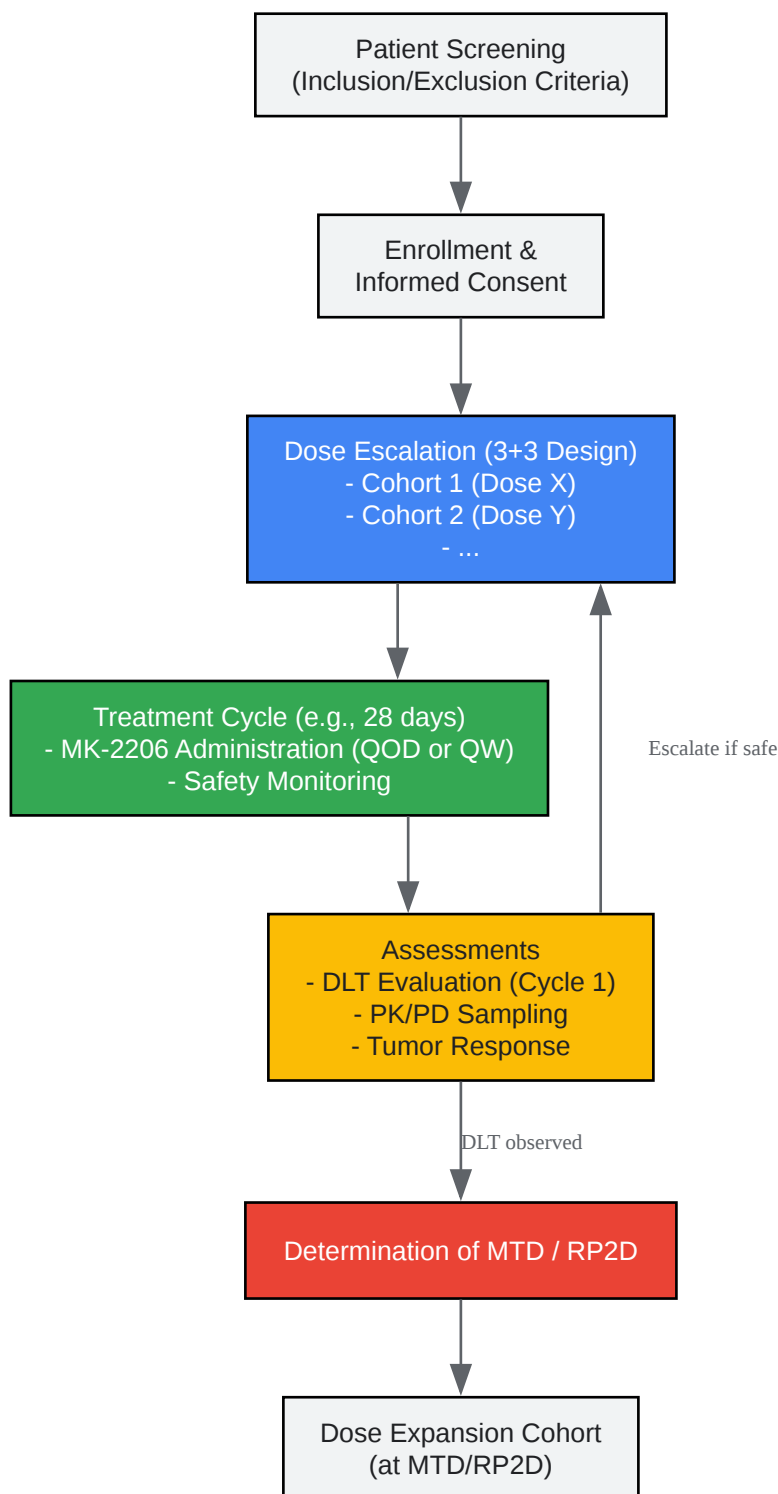 Patient Screening
(Inclusion/Exclusion Criteria)
Enrollment &
Informed Consent
Dose Escalation (3+3 Design)
- Cohort 1 (Dose X)
- Cohort 2 (Dose Y)
- ...
Treatment Cycle (e.g., 28 days)
- MK-2206 Administration (QOD or QW)
- Safety Monitoring
Escalate if safe
Assessments
- DLT Evaluation (Cycle 1)
- PK/PD Sampling
- Tumor Response
DLT observed
Determination of MTD / RP2D
Dose Expansion Cohort
(at MTD/RP2D)